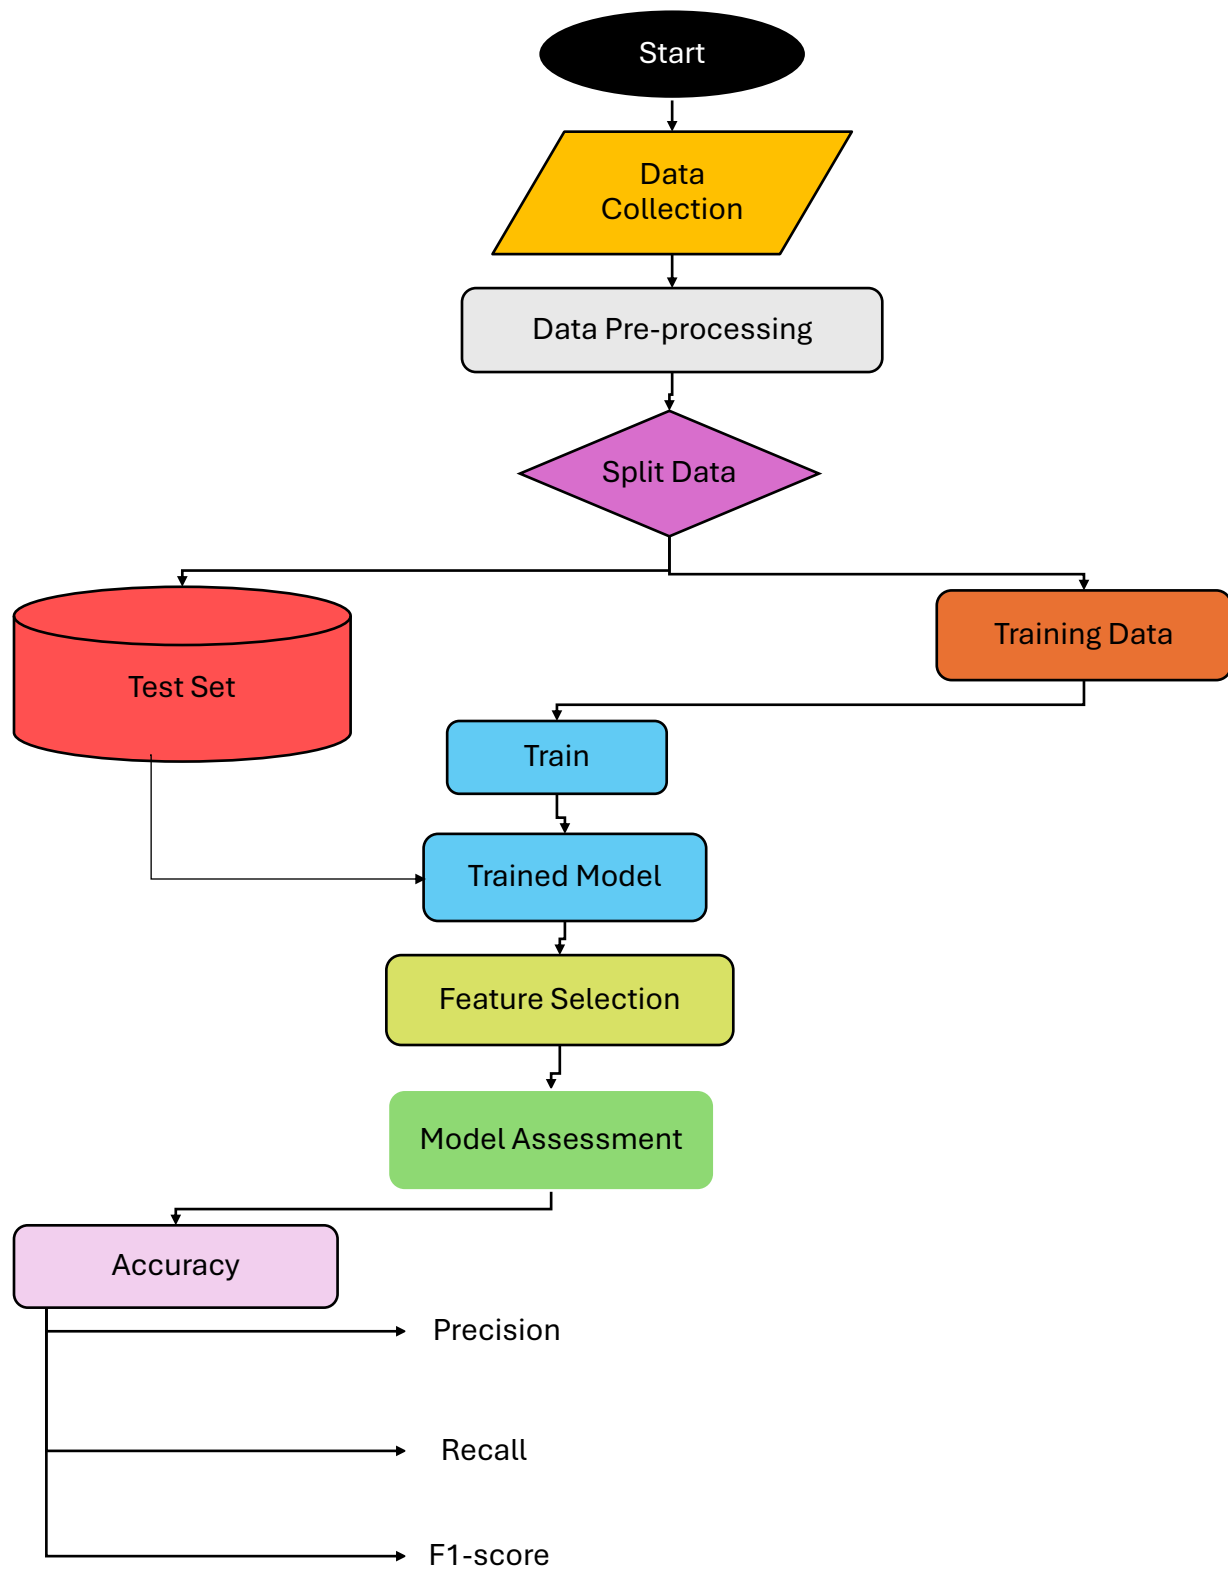 Start
Data
Collection
Data Pre-processing
Split Data
Test Set
Training Data
Train
Trained Model
Feature Selection
Model Assessment
Accuracy
Precision
Recall
F1-score